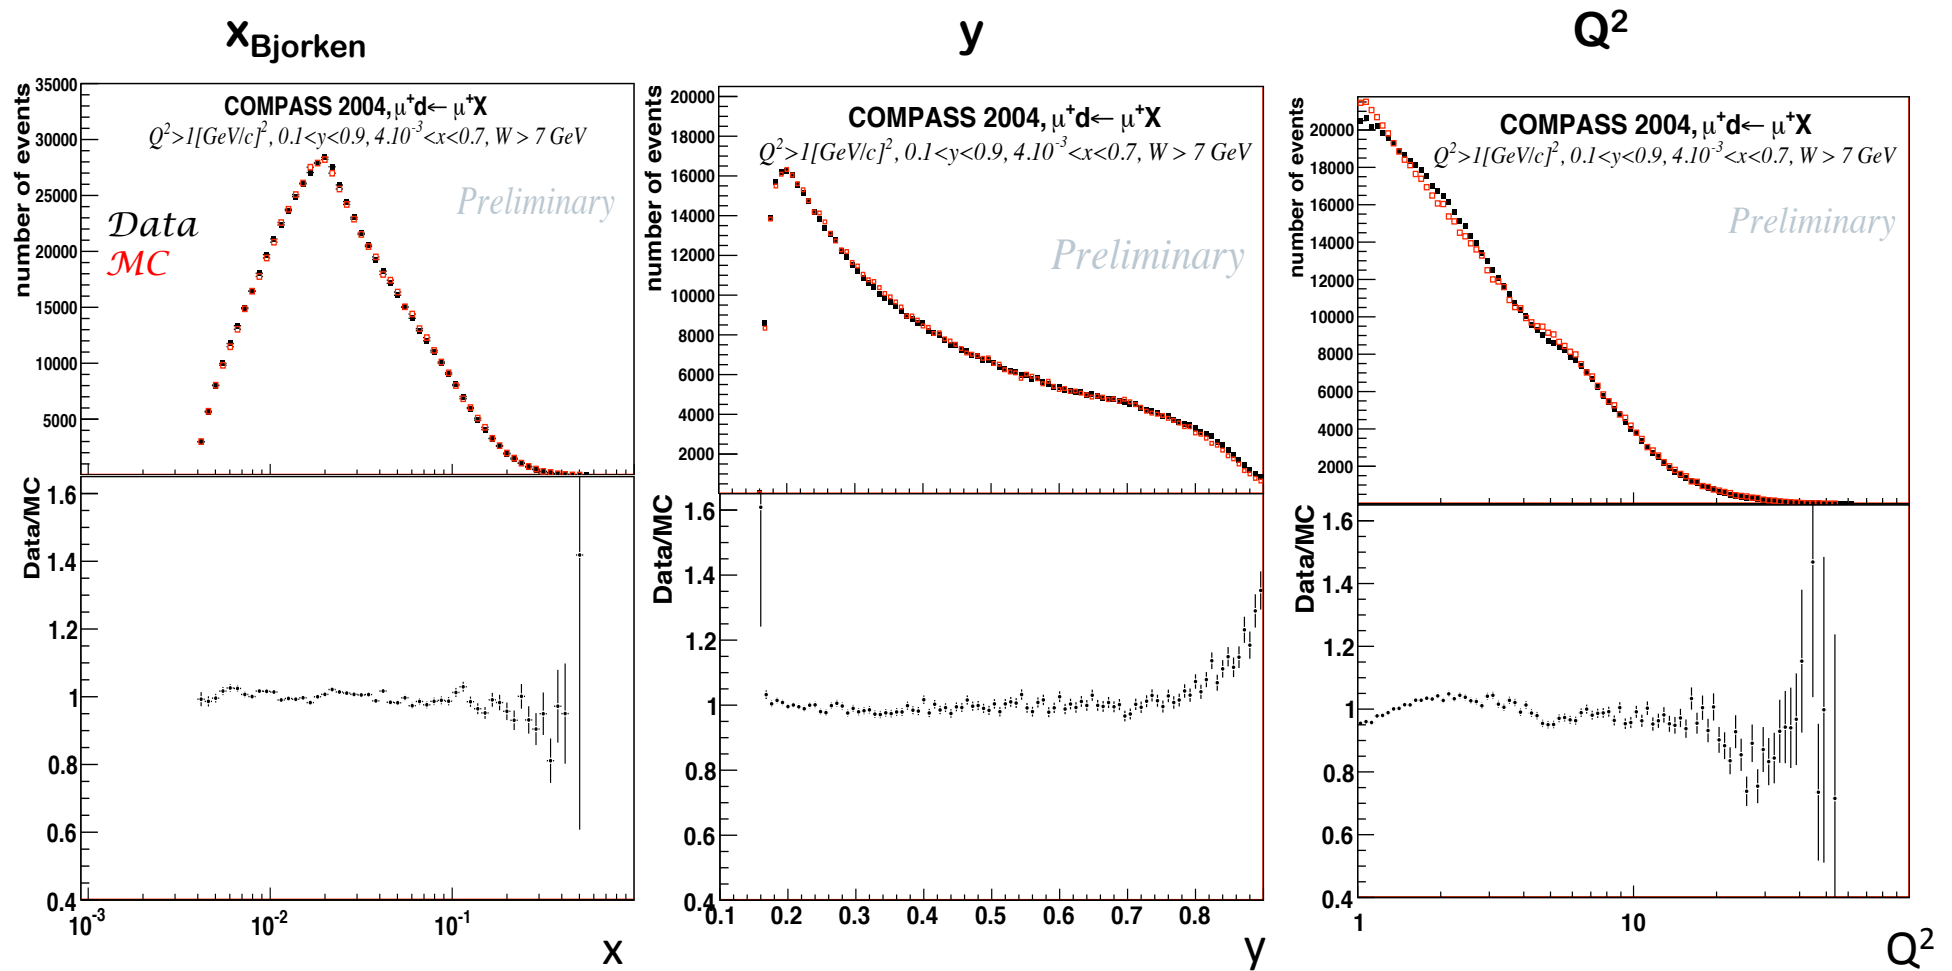 x_Bjorken
y
Q²
35000
30000
25000
20000
15000
10000
5000
number of events
COMPASS 2004, μ⁺d← μ⁺X
Q²>1[GeV/c]², 0.1<y<0.9, 4.10⁻³<x<0.7, W > 7 GeV
Preliminary
Data
MC
20000
18000
16000
14000
12000
10000
8000
6000
4000
2000
number of events
COMPASS 2004, μ⁺d← μ⁺X
Q²>1[GeV/c]², 0.1<y<0.9, 4.10⁻³<x<0.7, W > 7 GeV
Preliminary
20000
18000
16000
14000
12000
10000
8000
6000
4000
2000
number of events
COMPASS 2004, μ⁺d← μ⁺X
Q²>1[GeV/c]², 0.1<y<0.9, 4.10⁻³<x<0.7, W > 7 GeV
Preliminary
Data/MC
1.6
1.4
1.2
1
0.8
0.6
0.4
10⁻³ 10⁻² 10⁻¹
x
Data/MC
1.6
1.4
1.2
1
0.8
0.6
0.4
0.1 0.2 0.3 0.4 0.5 0.6 0.7 0.8
y
Data/MC
1.6
1.4
1.2
1
0.8
0.6
0.4
1 10
Q²